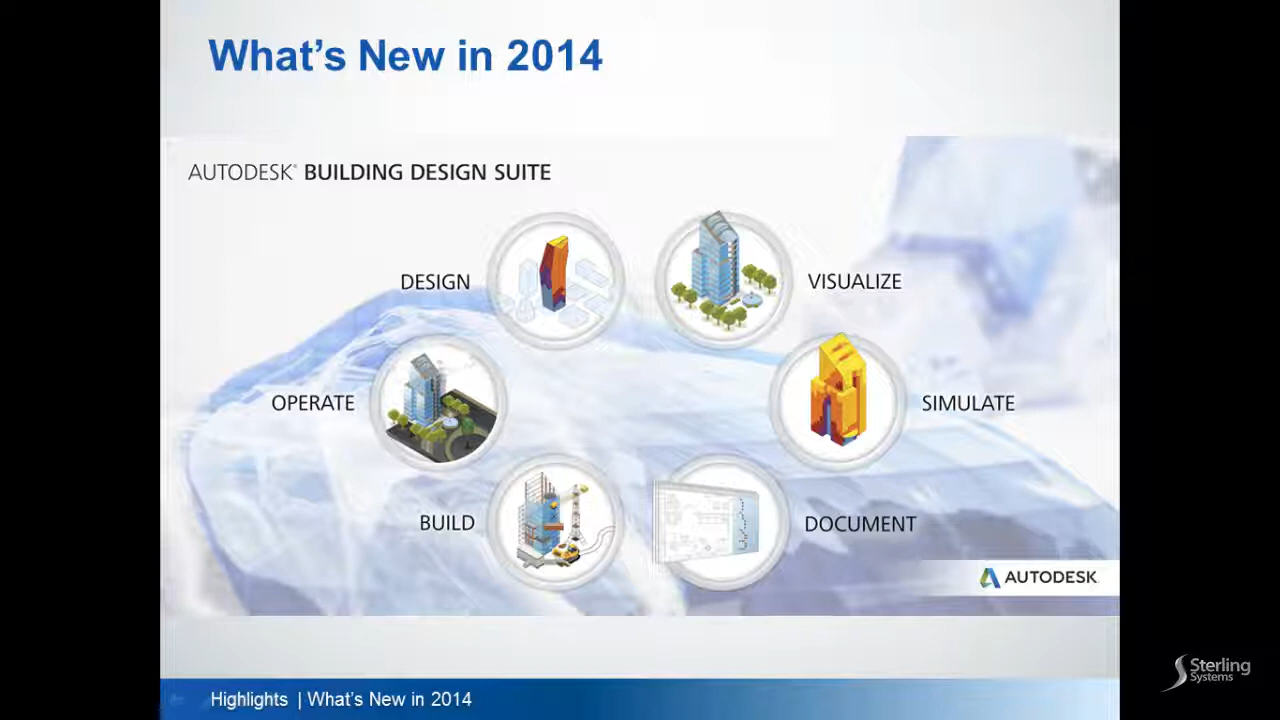 What's New in 2014
AUTODESK® BUILDING DESIGN SUITE
DESIGN
VISUALIZE
OPERATE
SIMULATE
BUILD
DOCUMENT
AUTODESK
Sterling
Systems
Highlights | What's New in 2014